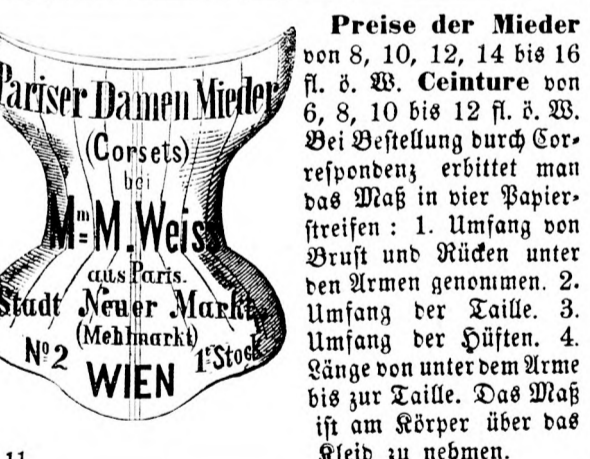 Pariser Damen Mieder
(Corsets)
bei
Mm M. Weiss
aus Paris.
Stadt Neuer Markt
(Mehlmarkt)
No 2 1t Stock
WIEN
Preise der Mieder
von 8, 10, 12, 14 bis 16
fl. ö. W. Ceinture von
6, 8, 10 bis 12 fl. ö. W.
Bei Bestellung durch Cor-
respondenz erbittet man
das Maß in vier Papier-
streifen : 1. Umfang von
Brust und Rücken unter
den Armen genommen. 2.
Umfang der Taille. 3.
Umfang der Hüften. 4.
Länge von unter dem Arme
bis zur Taille. Das Maß
ist am Körper über das
Kleid zu nehmen.